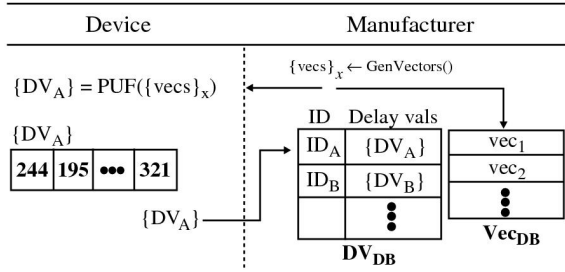 Device Manufacturer
{vecs}x ← GenVectors()
{DVA} = PUF({vecs}x)
ID Delay vals
{DVA}
IDA {DVA} vec1
244 195 ●●● 321
IDB {DVB} vec2
{DVA}
DVDB VecDB